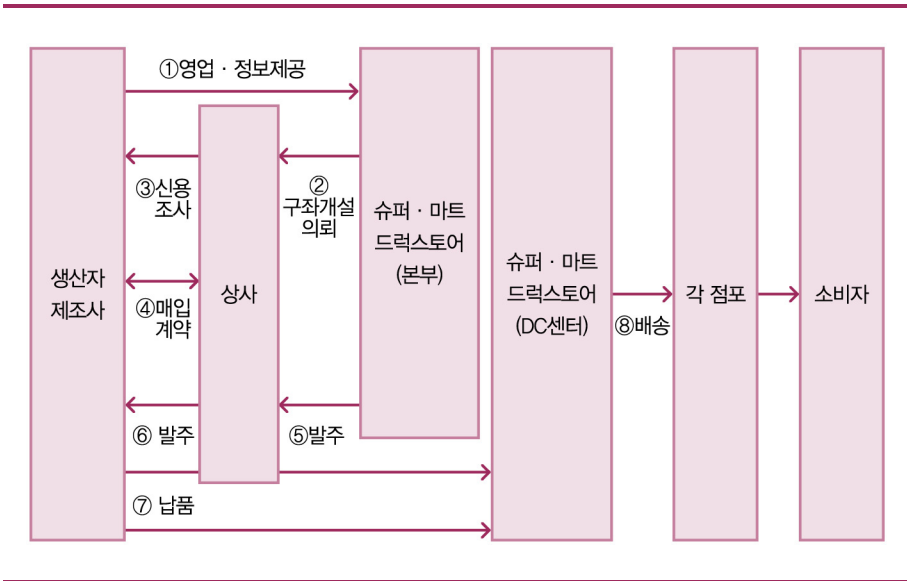 ①영업 · 정보제공
③신용
조사
②
구좌개설
의뢰
슈퍼 · 마트
드럭스토어
(본부)
생산자
제조사
④매입
계약
상사
슈퍼 · 마트
드럭스토어
(DC센터)
⑧배송
각 점포
소비자
⑥ 발주
⑤발주
⑦ 납품